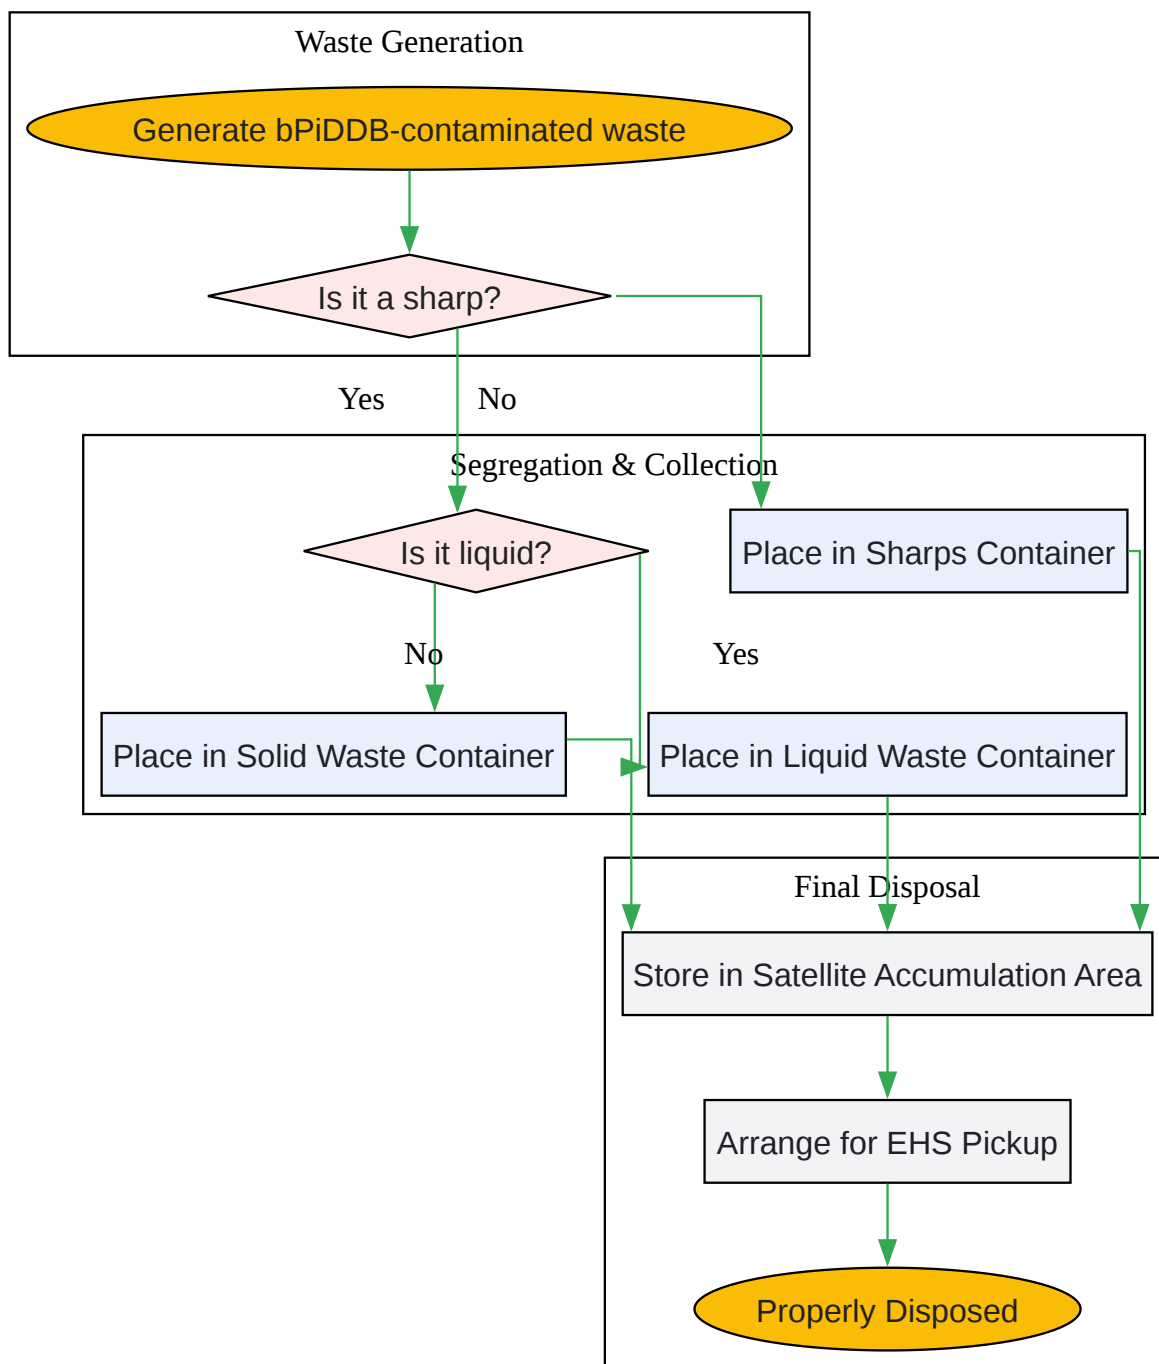 Waste Generation
Generate bPiDDB-contaminated waste
Is it a sharp?
Yes
No
Segregation & Collection
Is it liquid?
Place in Sharps Container
No
Yes
Place in Solid Waste Container
Place in Liquid Waste Container
Final Disposal
Store in Satellite Accumulation Area
Arrange for EHS Pickup
Properly Disposed